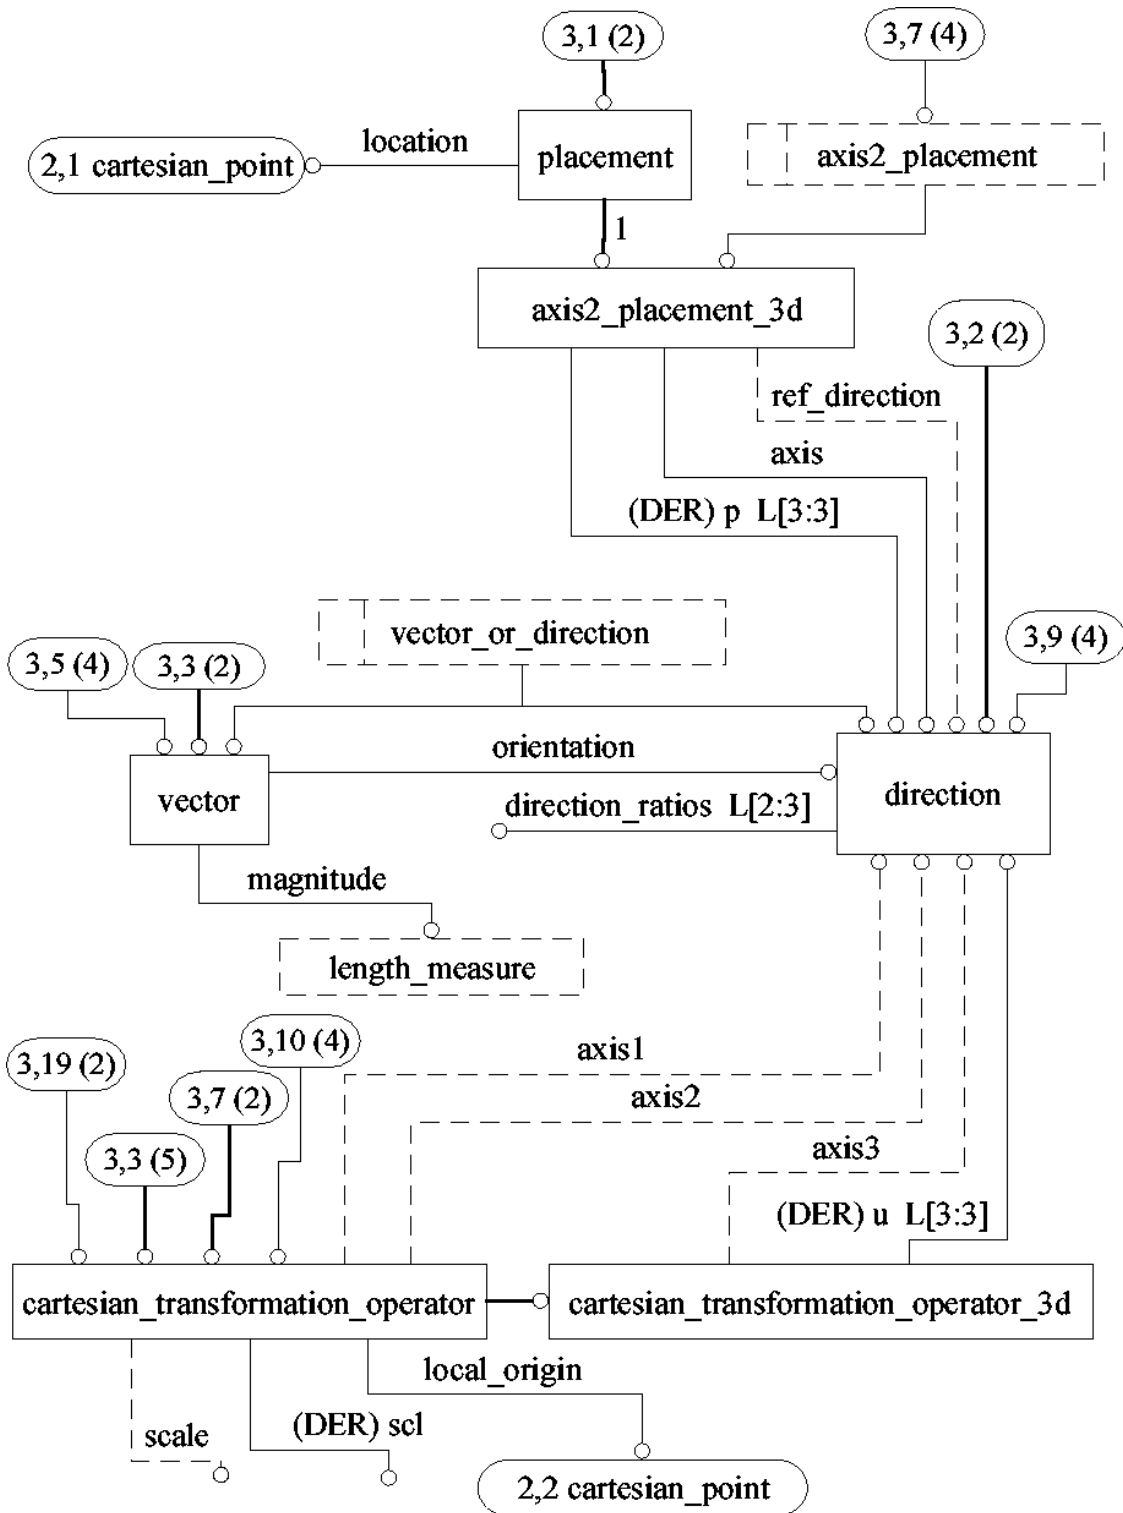 3,1 (2)
3,7 (4)
location
2,1 cartesian_point
placement
axis2_placement
1
axis2_placement_3d
3,2 (2)
ref_direction
axis
(DER) p L[3:3]
vector_or_direction
3,5 (4)
3,3 (2)
3,9 (4)
orientation
vector
direction
direction_ratios L[2:3]
magnitude
length_measure
3,10 (4)
3,19 (2)
axis1
3,7 (2)
axis2
3,3 (5)
axis3
(DER) u L[3:3]
cartesian_transformation_operator
cartesian_transformation_operator_3d
local_origin
(DER) scl
scale
2,2 cartesian_point